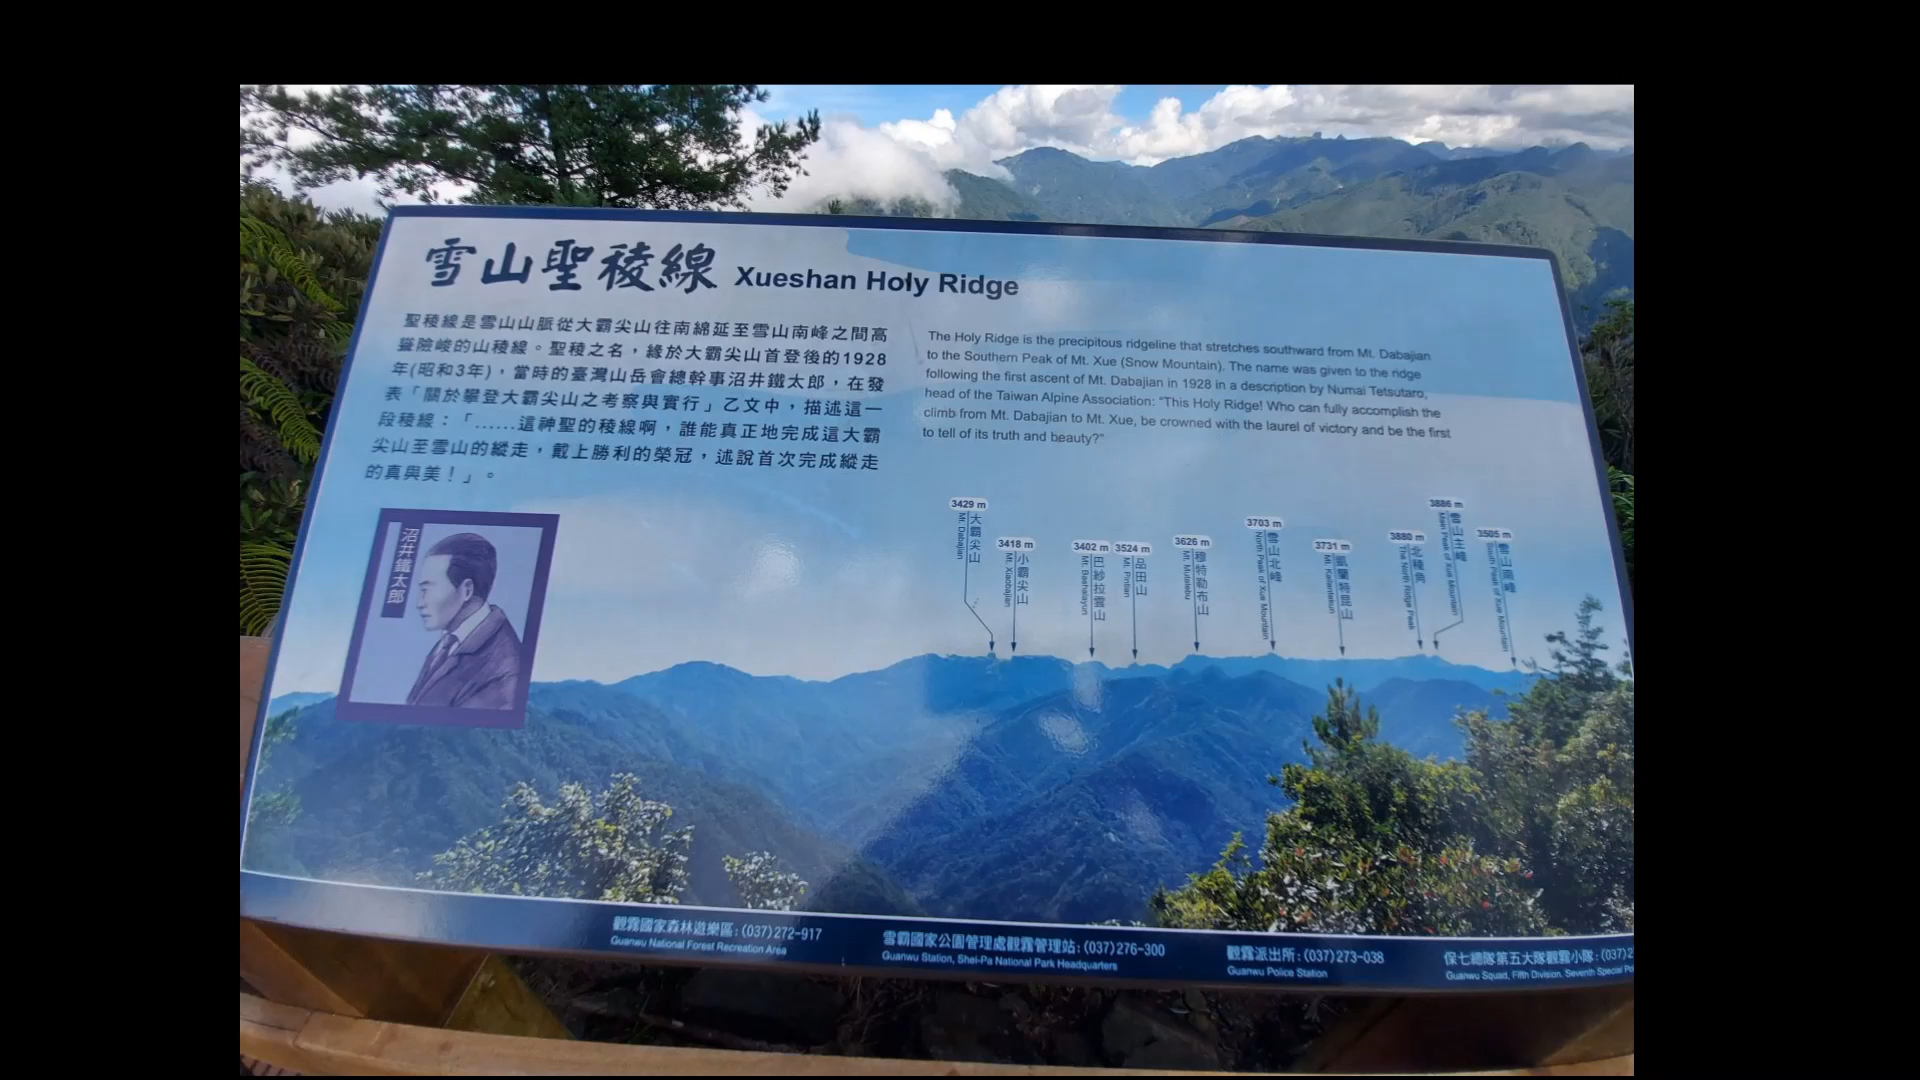 雪山聖稜線 Xueshan Holy Ridge
聖稜線是雪山山脈從大霸尖山往南綿延至雪山南峰之間高
聳險峻的山稜線。聖稜之名，緣於大霸尖山首登後的1928
年(昭和3年)，當時的臺灣山岳會總幹事沼井鐵太郎，在發
表「關於攀登大霸尖山之考察與實行」乙文中，描述這一
段稜線：「......這神聖的稜線啊，誰能真正地完成這大霸
尖山至雪山的縱走，戴上勝利的榮冠，述說首次完成縱走
的真與美！」。
The Holy Ridge is the precipitous ridgeline that stretches southward from Mt. Dabajian
to the Southern Peak of Mt. Xue (Snow Mountain). The name was given to the ridge
following the first ascent of Mt. Dabajian in 1928 in a description by Numai Tetsutaro,
head of the Taiwan Alpine Association: "This Holy Ridge! Who can fully accomplish the
climb from Mt. Dabajian to Mt. Xue, be crowned with the laurel of victory and be the first
to tell of its truth and beauty?"
沼井鐵太郎
3429 m
大霸尖山
Mt. Dabajian
3418 m
小霸尖山
Mt. Xiaobajian
3402 m
巴紗拉雲山
Mt. Bashalayun
3524 m
品田山
Mt. Pintian
3626 m
穆特勒布山
Mt. Mutelebu
3703 m
雪山北峰
North Peak of Xue Mountain
3731 m
凱蘭特昆山
Mt. Kailantekun
3880 m
北稜角
The North Ridge Peak
3886 m
雪山主峰
Main Peak of Xue Mountain
3505 m
雪山南峰
South Peak of Xue Mountain
觀霧國家森林遊樂區：(037)272-917
Guanwu National Forest Recreation Area
雪霸國家公園管理處觀霧管理站：(037)276-300
Guanwu Station, Shei-Pa National Park Headquarters
觀霧派出所：(037)273-038
Guanwu Police Station
保七總隊第五大隊觀霧小隊：(037)2
Guanwu Squad, Fifth Division, Seventh Special